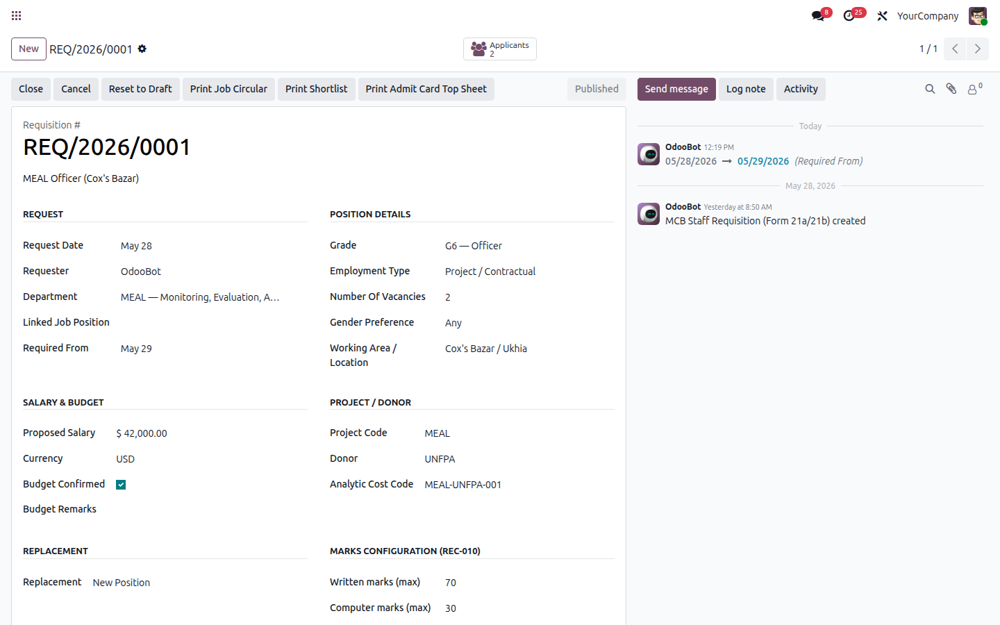 8
25
YourCompany
New
REQ/2026/0001
Applicants
2
1 / 1
Close
Cancel
Reset to Draft
Print Job Circular
Print Shortlist
Print Admit Card Top Sheet
Published
Send message
Log note
Activity
0
Requisition #
REQ/2026/0001
MEAL Officer (Cox's Bazar)
REQUEST
Request Date May 28
Requester OdooBot
Department MEAL — Monitoring, Evaluation, A...
Linked Job Position
Required From May 29
POSITION DETAILS
Grade G6 — Officer
Employment Type Project / Contractual
Number Of Vacancies 2
Gender Preference Any
Working Area / Cox's Bazar / Ukhia
Location
SALARY & BUDGET
Proposed Salary $ 42,000.00
Currency USD
Budget Confirmed
Budget Remarks
PROJECT / DONOR
Project Code MEAL
Donor UNFPA
Analytic Cost Code MEAL-UNFPA-001
REPLACEMENT
Replacement New Position
MARKS CONFIGURATION (REC-010)
Written marks (max) 70
Computer marks (max) 30
Today
OdooBot 12:19 PM
05/28/2026 → 05/29/2026 (Required From)
May 28, 2026
OdooBot Yesterday at 8:50 AM
MCB Staff Requisition (Form 21a/21b) created